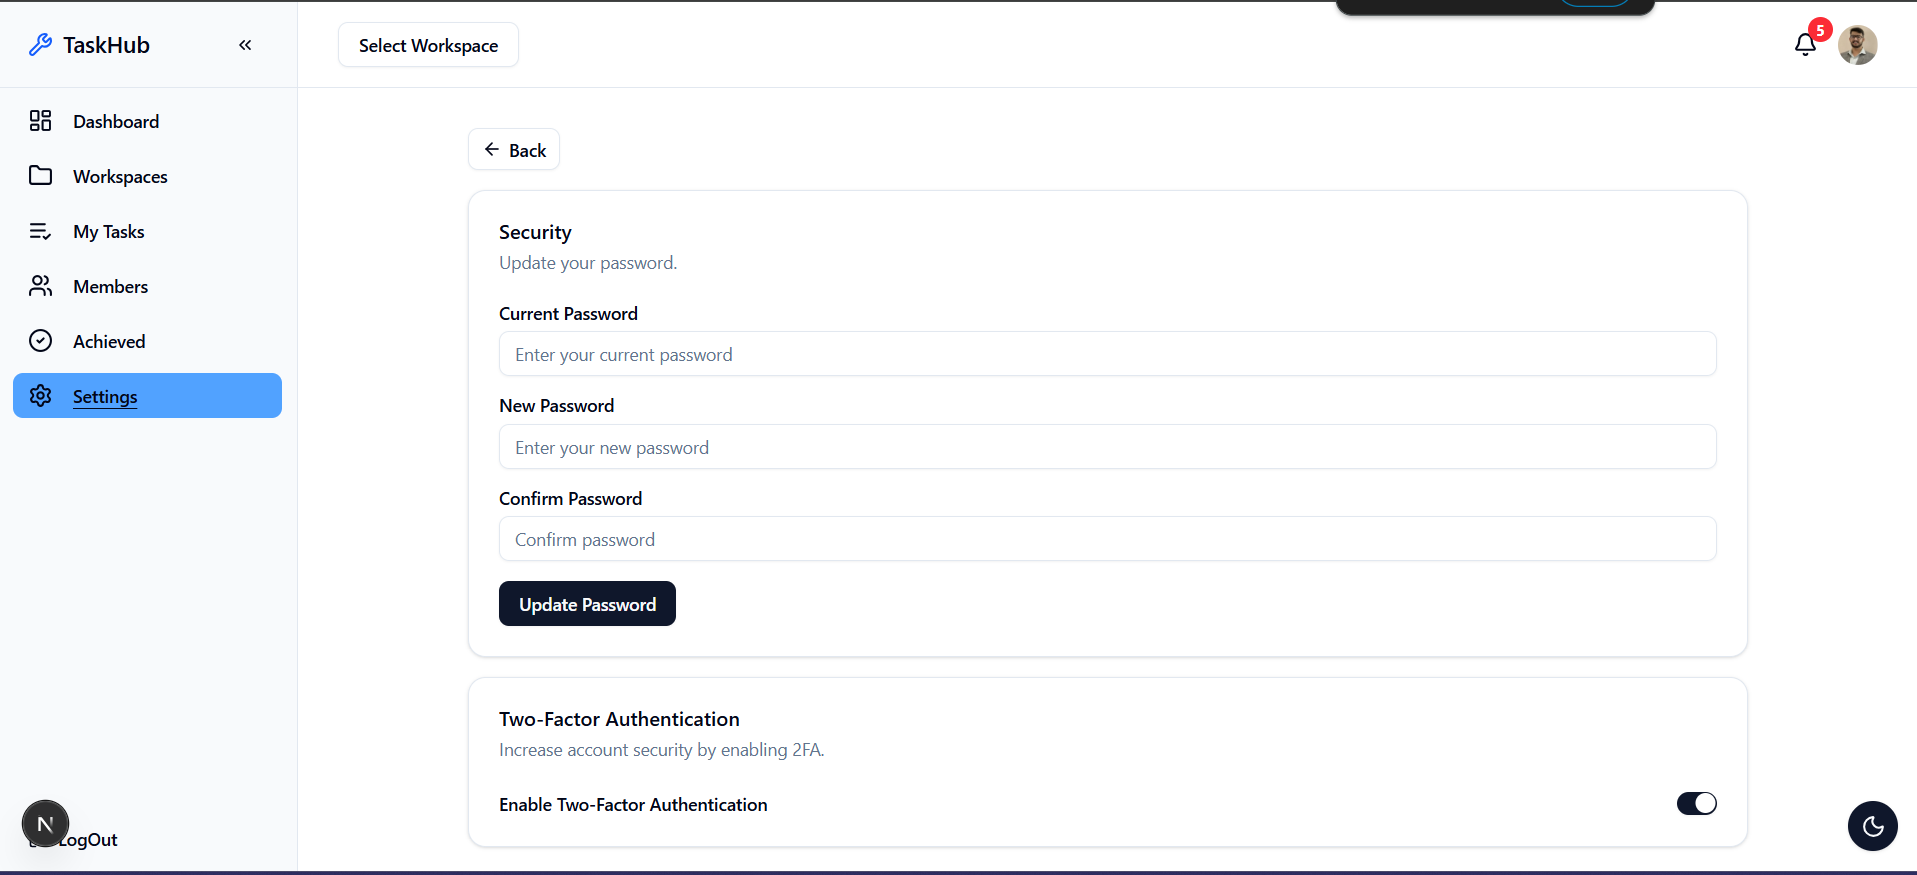 TaskHub
Select Workspace
5
Dashboard
Workspaces
My Tasks
Members
Achieved
Settings
N
LogOut
Back
Security
Update your password.
Current Password
Enter your current password
New Password
Enter your new password
Confirm Password
Confirm password
Update Password
Two-Factor Authentication
Increase account security by enabling 2FA.
Enable Two-Factor Authentication